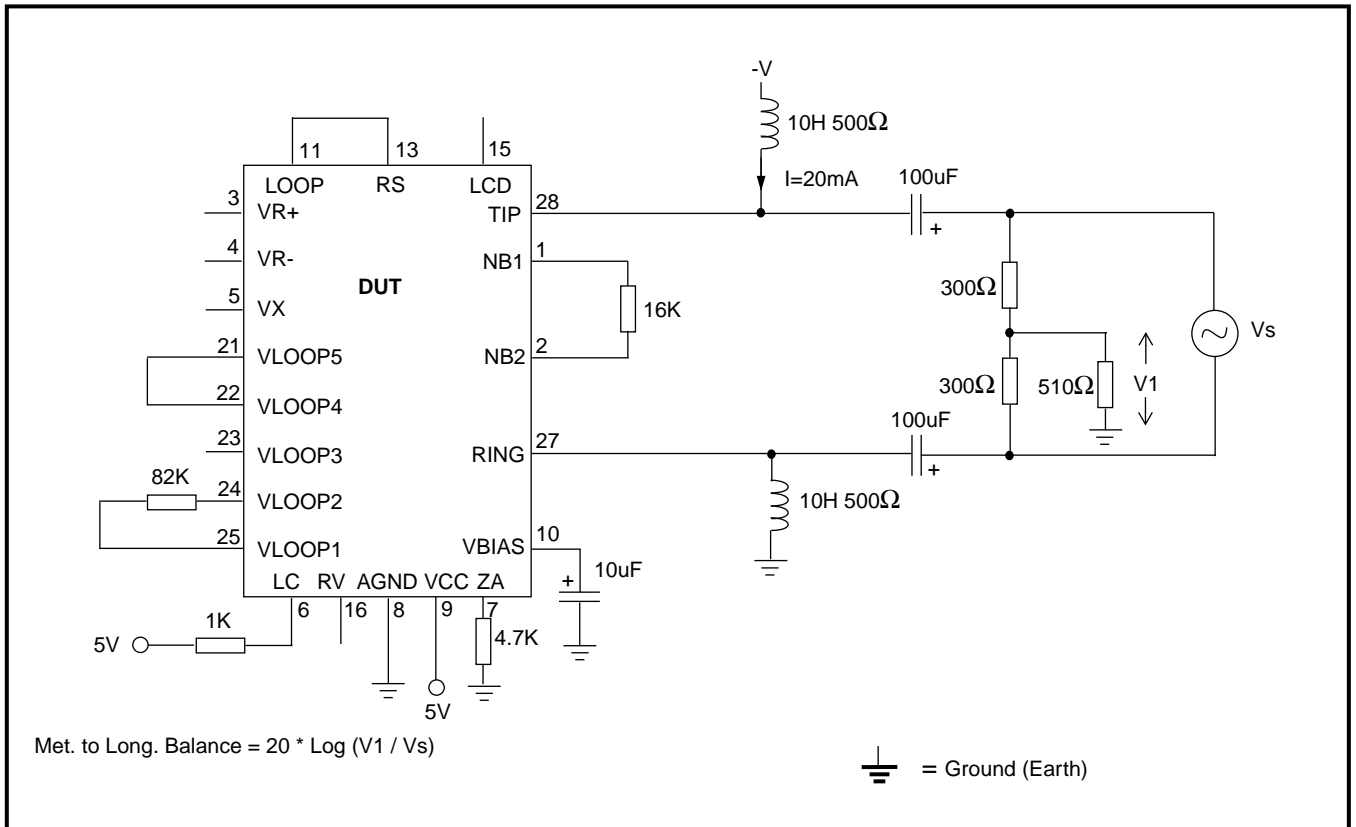 -V
10H 500Ω
I=20mA
100uF
+
11
13
15
LOOP
RS
LCD
3
VR+
TIP
28
4
VR-
NB1
1
DUT
5
VX
16K
300Ω
Vs
21
VLOOP5
NB2
2
22
VLOOP4
300Ω
510Ω
V1
100uF
+
23
VLOOP3
RING
27
82K
24
VLOOP2
10H 500Ω
25
VLOOP1
VBIAS
10
+
10uF
LC
RV
AGND
VCC
ZA
6
16
8
9
7
1K
5V
4.7K
5V
Met. to Long. Balance = 20 * Log (V1 / Vs)
= Ground (Earth)